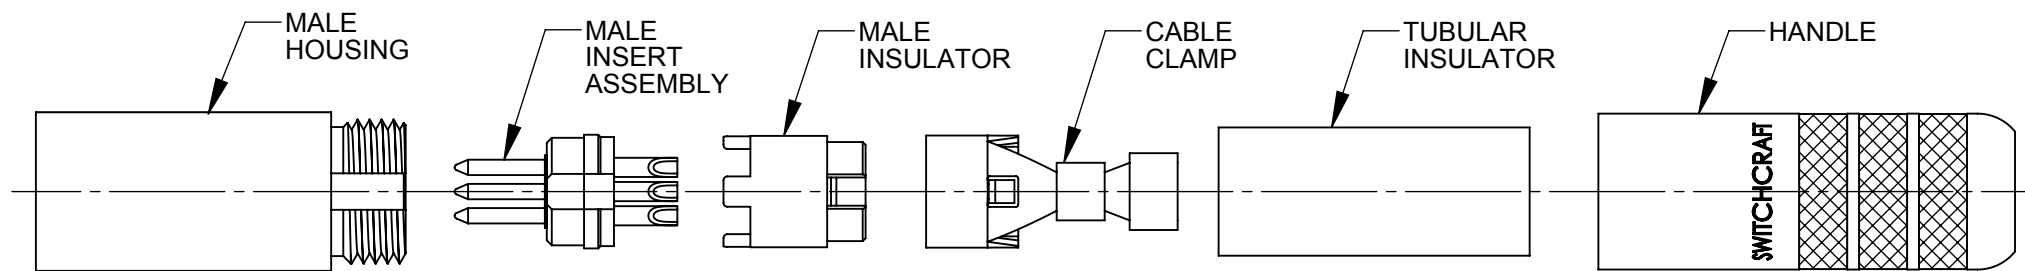 MALE
HOUSING
MALE
INSERT
ASSEMBLY
MALE
INSULATOR
CABLE
CLAMP
TUBULAR
INSULATOR
HANDLE
SWITCHCRAFT